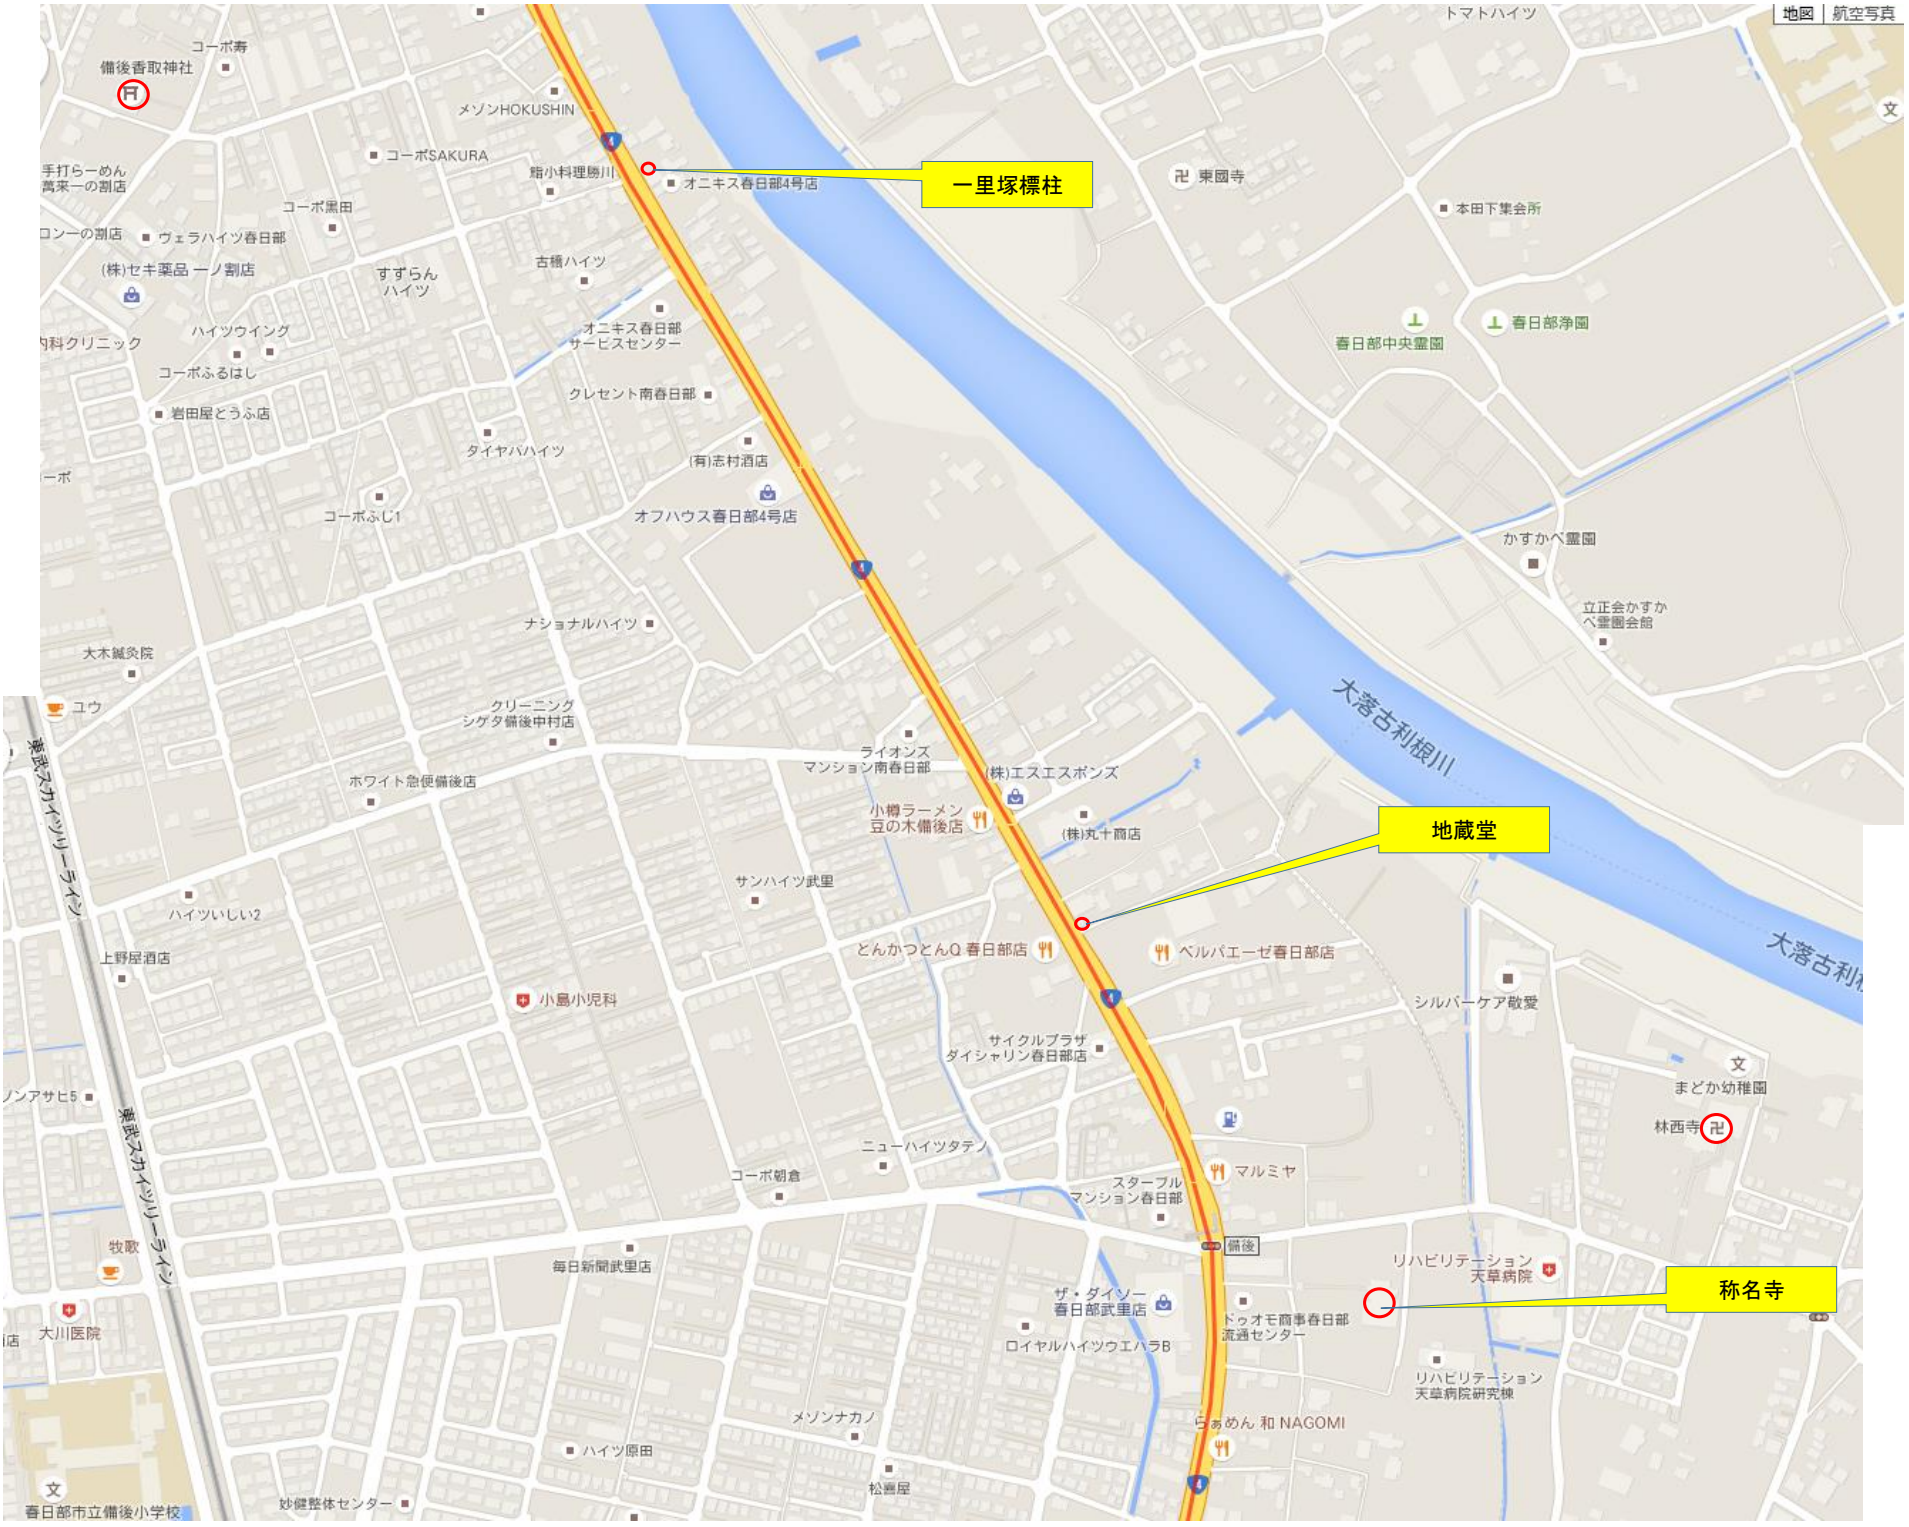 トマトハイツ
地図
航空写真
コーポ寿
備後香取神社
メゾンHOKUSHIN
文
コーポSAKURA
手打らーめん
萬来一の割店
鮨小料理勝川
オニキス春日部4号店
一里塚標柱
東國寺
コーポ黒田
本田下集会所
ロン一の割店
ヴェラハイツ春日部
(株)セキ薬品 一ノ割店
すずらん
ハイツ
古橋ハイツ
ハイツウイング
オニキス春日部
サービスセンター
春日部中央霊園
春日部浄園
内科クリニック
コーポふるはし
クレセント南春日部
岩田屋とうふ店
タイヤハハイツ
(有)志村酒店
ーポ
コーポふじ1
オフハウス春日部4号店
かすかべ霊園
立正会かすか
べ霊園会館
ナショナルハイツ
大木鍼灸院
ユウ
クリーニング
シゲタ備後中村店
大落古利根川
東武スカイツリーライン
ライオンズ
マンション南春日部
(株)エスエスボンズ
ホワイト急便備後店
小樽ラーメン
豆の木備後店
(株)丸十商店
地蔵堂
サンハイツ武里
ハイツいしい2
とんかつとんQ 春日部店
ベルパエーゼ春日部店
大落古利根
上野屋酒店
小島小児科
シルバーケア敬愛
サイクルプラザ
ダイシャリン春日部店
文
まどか幼稚園
ノンアサヒ5
東武スカイツリーライン
林西寺
ニューハイツタテノ
コーポ朝倉
マルミヤ
スターブル
マンション春日部
備後
牧歌
毎日新聞武里店
リハビリテーション
天草病院
ザ・ダイソー
春日部武里店
称名寺
大川医院
店
ドゥオモ商事春日部
流通センター
ロイヤルハイツウエハラB
リハビリテーション
天草病院研究棟
メゾンナカノ
らぁめん 和 NAGOMI
ハイツ原田
松喜屋
文
春日部市立備後小学校
妙健整体センター
4
4
4
4